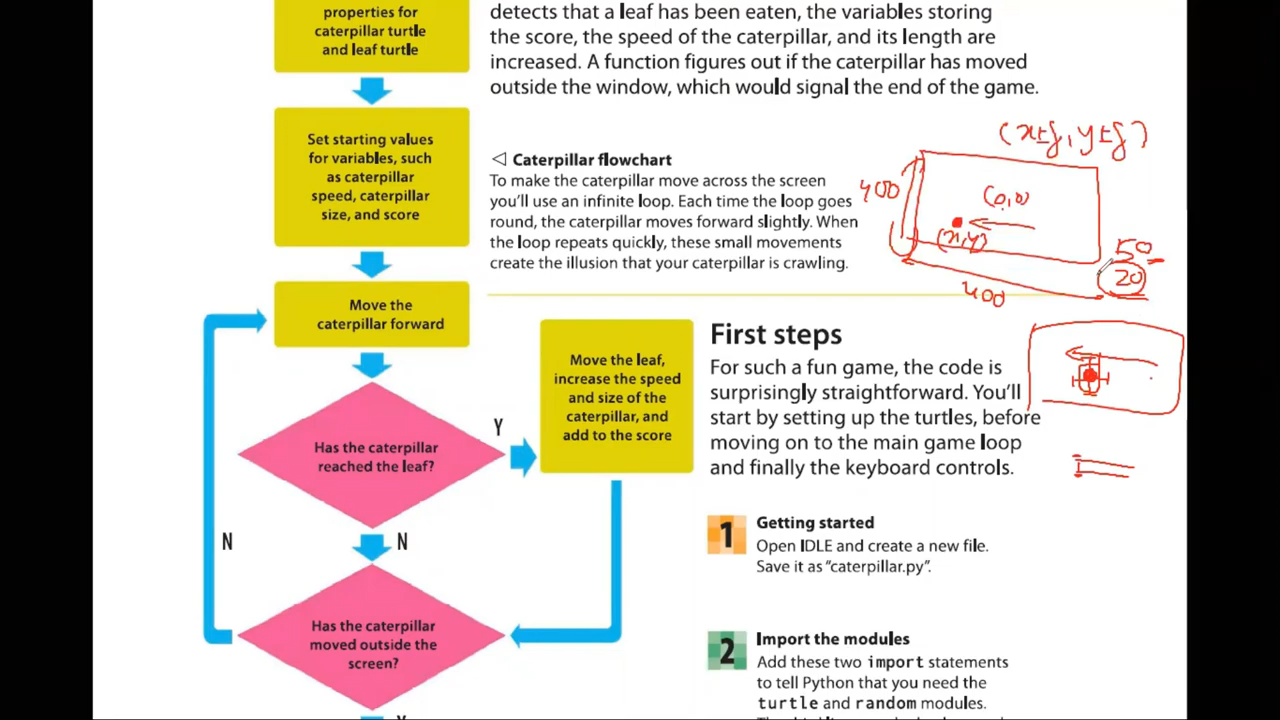 properties for
caterpillar turtle
and leaf turtle
detects that a leaf has been eaten, the variables storing
the score, the speed of the caterpillar, and its length are
increased. A function figures out if the caterpillar has moved
outside the window, which would signal the end of the game.
Set starting values
for variables, such
as caterpillar
speed, caterpillar
size, and score
◁ Caterpillar flowchart
To make the caterpillar move across the screen
you'll use an infinite loop. Each time the loop goes
round, the caterpillar moves forward slightly. When
the loop repeats quickly, these small movements
create the illusion that your caterpillar is crawling.
(x±f, y±f)
400
(0,0)
(x,y)
400
50
20
Move the
caterpillar forward
Has the caterpillar
reached the leaf?
Y
N
N
Move the leaf,
increase the speed
and size of the
caterpillar, and
add to the score
Has the caterpillar
moved outside the
screen?
Y
First steps
For such a fun game, the code is
surprisingly straightforward. You'll
start by setting up the turtles, before
moving on to the main game loop
and finally the keyboard controls.
1 Getting started
Open IDLE and create a new file.
Save it as "caterpillar.py".
2 Import the modules
Add these two import statements
to tell Python that you need the
turtle and random modules.